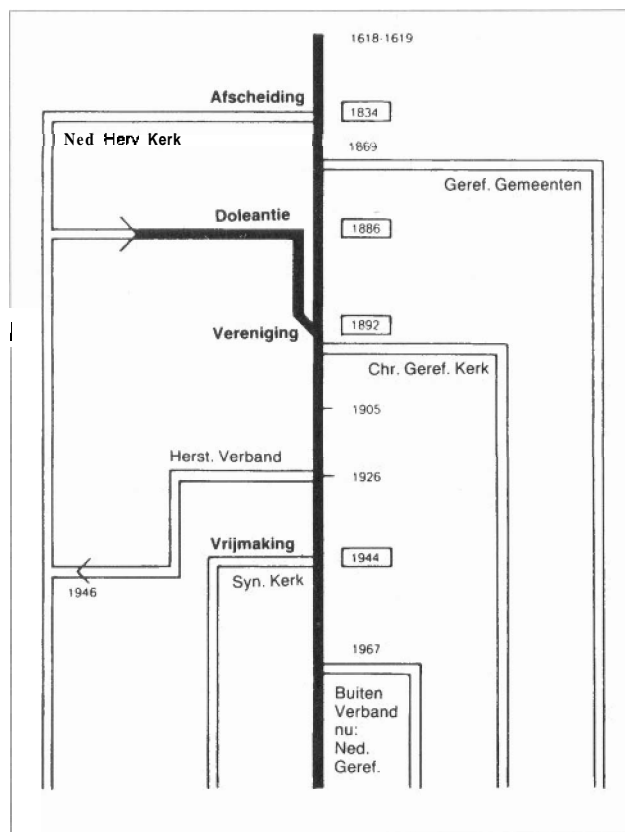 1618-1619
Afscheiding
1834
Ned Herv Kerk
1869
Geref. Gemeenten
Doleantie
1886
1892
Vereniging
Chr. Geref. Kerk
1905
Herst. Verband
1926
Vrijmaking
1944
Syn. Kerk
1946
1967
Buiten
Verband
nu:
Ned.
Geref.